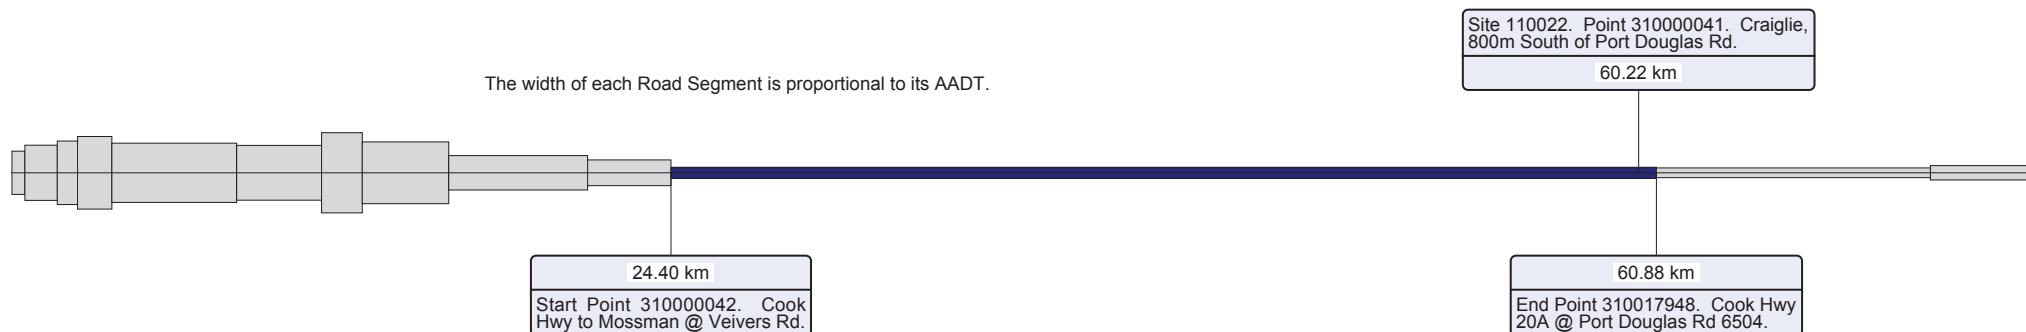 Site 110022. Point 310000041. Craiglie,
800m South of Port Douglas Rd.
60.22 km
The width of each Road Segment is proportional to its AADT.
24.40 km
Start Point 310000042. Cook
Hwy to Mossman @ Veivers Rd.
60.88 km
End Point 310017948. Cook Hwy
20A @ Port Douglas Rd 6504.